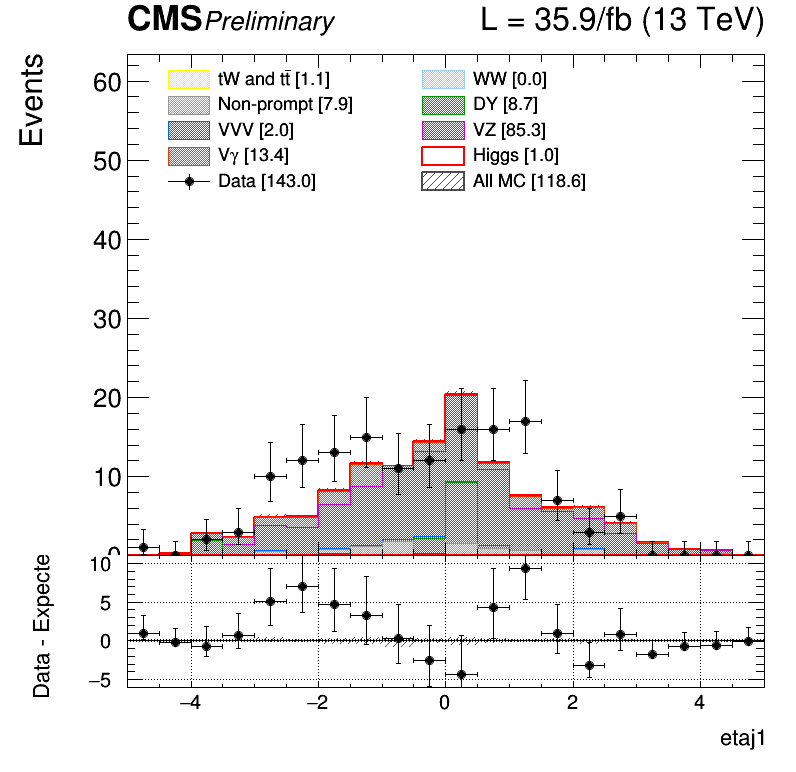 CMS Preliminary L = 35.9/fb (13 TeV)
Events
60
50
40
30
20
10
0
tW and tt̄ [1.1]
Non-prompt [7.9]
VVV [2.0]
Vγ [13.4]
Data [143.0]
WW [0.0]
DY [8.7]
VZ [85.3]
Higgs [1.0]
All MC [118.6]
Data - Expecte
10
5
0
−5
−4 −2 0 2 4
etaj1